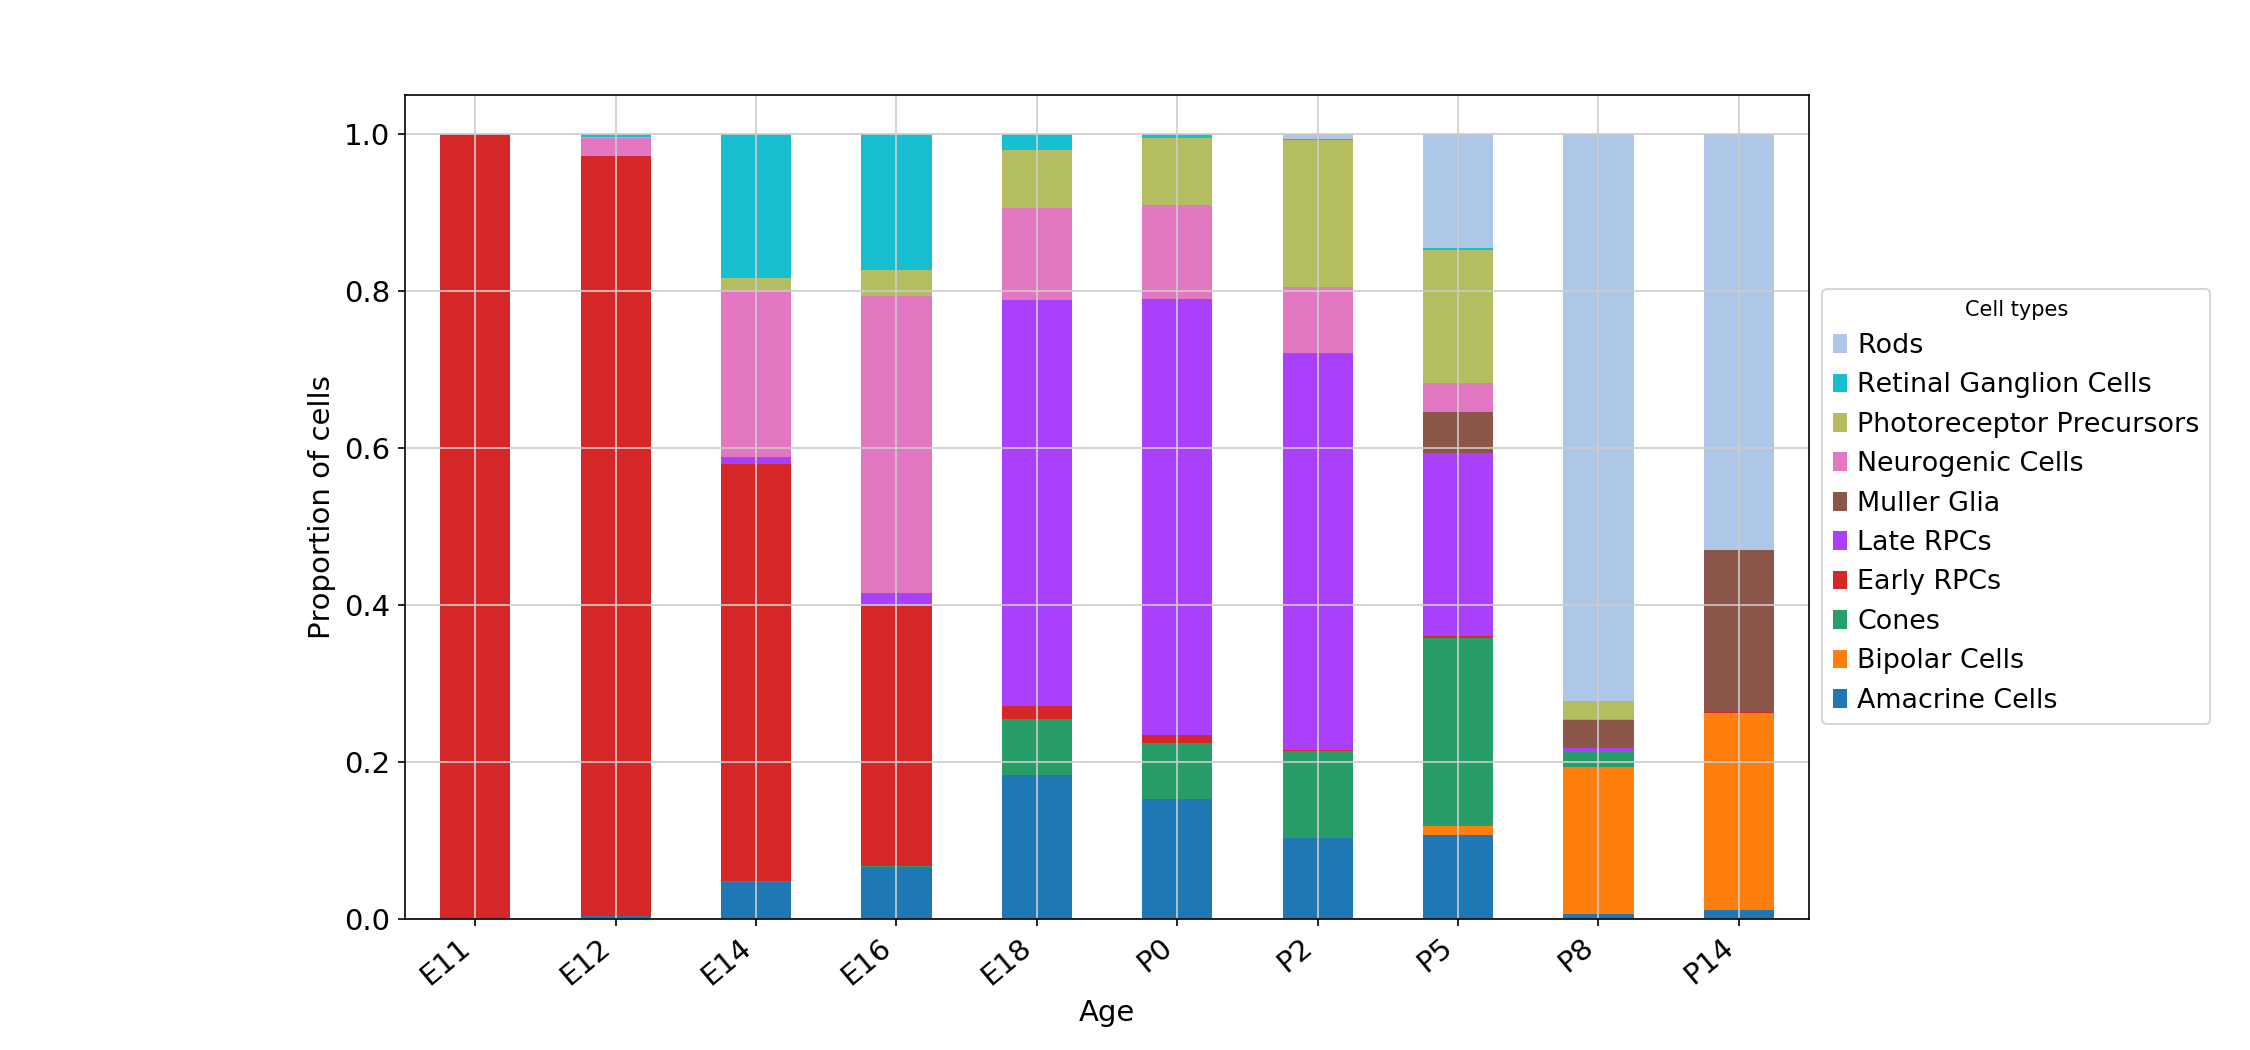 1.0
0.8
0.6
0.4
0.2
0.0
Proportion of cells
E11
E12
E14
E16
E18
P0
P2
P5
P8
P14
Age
Cell types
Rods
Retinal Ganglion Cells
Photoreceptor Precursors
Neurogenic Cells
Muller Glia
Late RPCs
Early RPCs
Cones
Bipolar Cells
Amacrine Cells